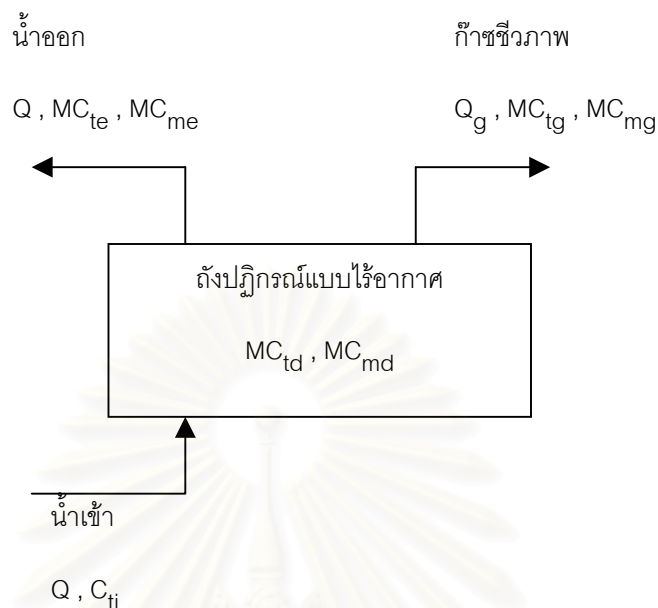 น้ำออก
ก๊าซชีวภาพ
Q , MC_te , MC_me
Q_g , MC_tg , MC_mg
ถังปฏิกรณ์แบบไร้อากาศ
MC_td , MC_md
น้ำเข้า
Q , C_ti